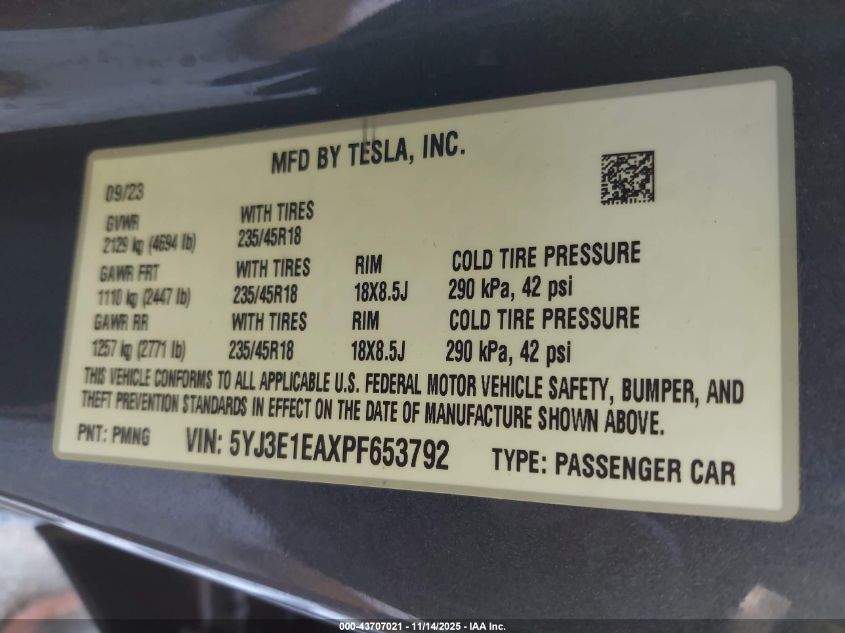 MFD BY TESLA, INC.
09/23
GVWR WITH TIRES
2129 kg (4694 lb) 235/45R18
GAWR FRT WITH TIRES RIM COLD TIRE PRESSURE
1110 kg (2447 lb) 235/45R18 18X8.5J 290 kPa, 42 psi
GAWR RR WITH TIRES RIM COLD TIRE PRESSURE
1257 kg (2771 lb) 235/45R18 18X8.5J 290 kPa, 42 psi
THIS VEHICLE CONFORMS TO ALL APPLICABLE U.S. FEDERAL MOTOR VEHICLE SAFETY, BUMPER, AND
THEFT PREVENTION STANDARDS IN EFFECT ON THE DATE OF MANUFACTURE SHOWN ABOVE.
PNT: PMNG VIN: 5YJ3E1EAXPF653792 TYPE: PASSENGER CAR
000-43707021 - 11/14/2025 - IAA Inc.